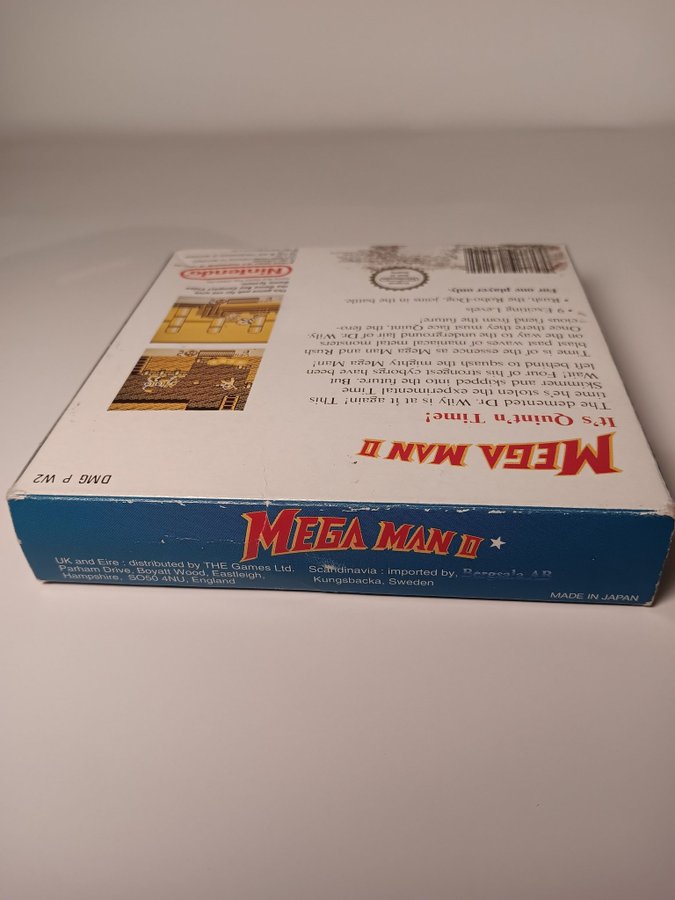 MEGA MAN II
UK and Eire : distributed by THE Games Ltd.
Parham Drive, Boyatt Wood, Eastleigh,
Hampshire, SO50 4NU, England
Scandinavia : imported by, Bergsala AB
Kungsbacka, Sweden
MADE IN JAPAN
MEGA MAN II
It's Quint'n Time!
The demented Dr. Wily is at it again! This
time he's stolen the experimental Time
Skimmer and skipped into the future. But
Wait! Four of his strongest cyborgs have been
left behind to squash the mighty Mega Man!
Time is of the essence as Mega Man and Rush
blast past waves of maniacal metal monsters
on the way to the underground lair of Dr. Wily.
Once there they must face Quint, the fero-
cious fiend from the future!
• 9 Exciting Levels
• Rush, the Robo-Dog, joins in the battle.
For one player only.
Nintendo
DMG P W2